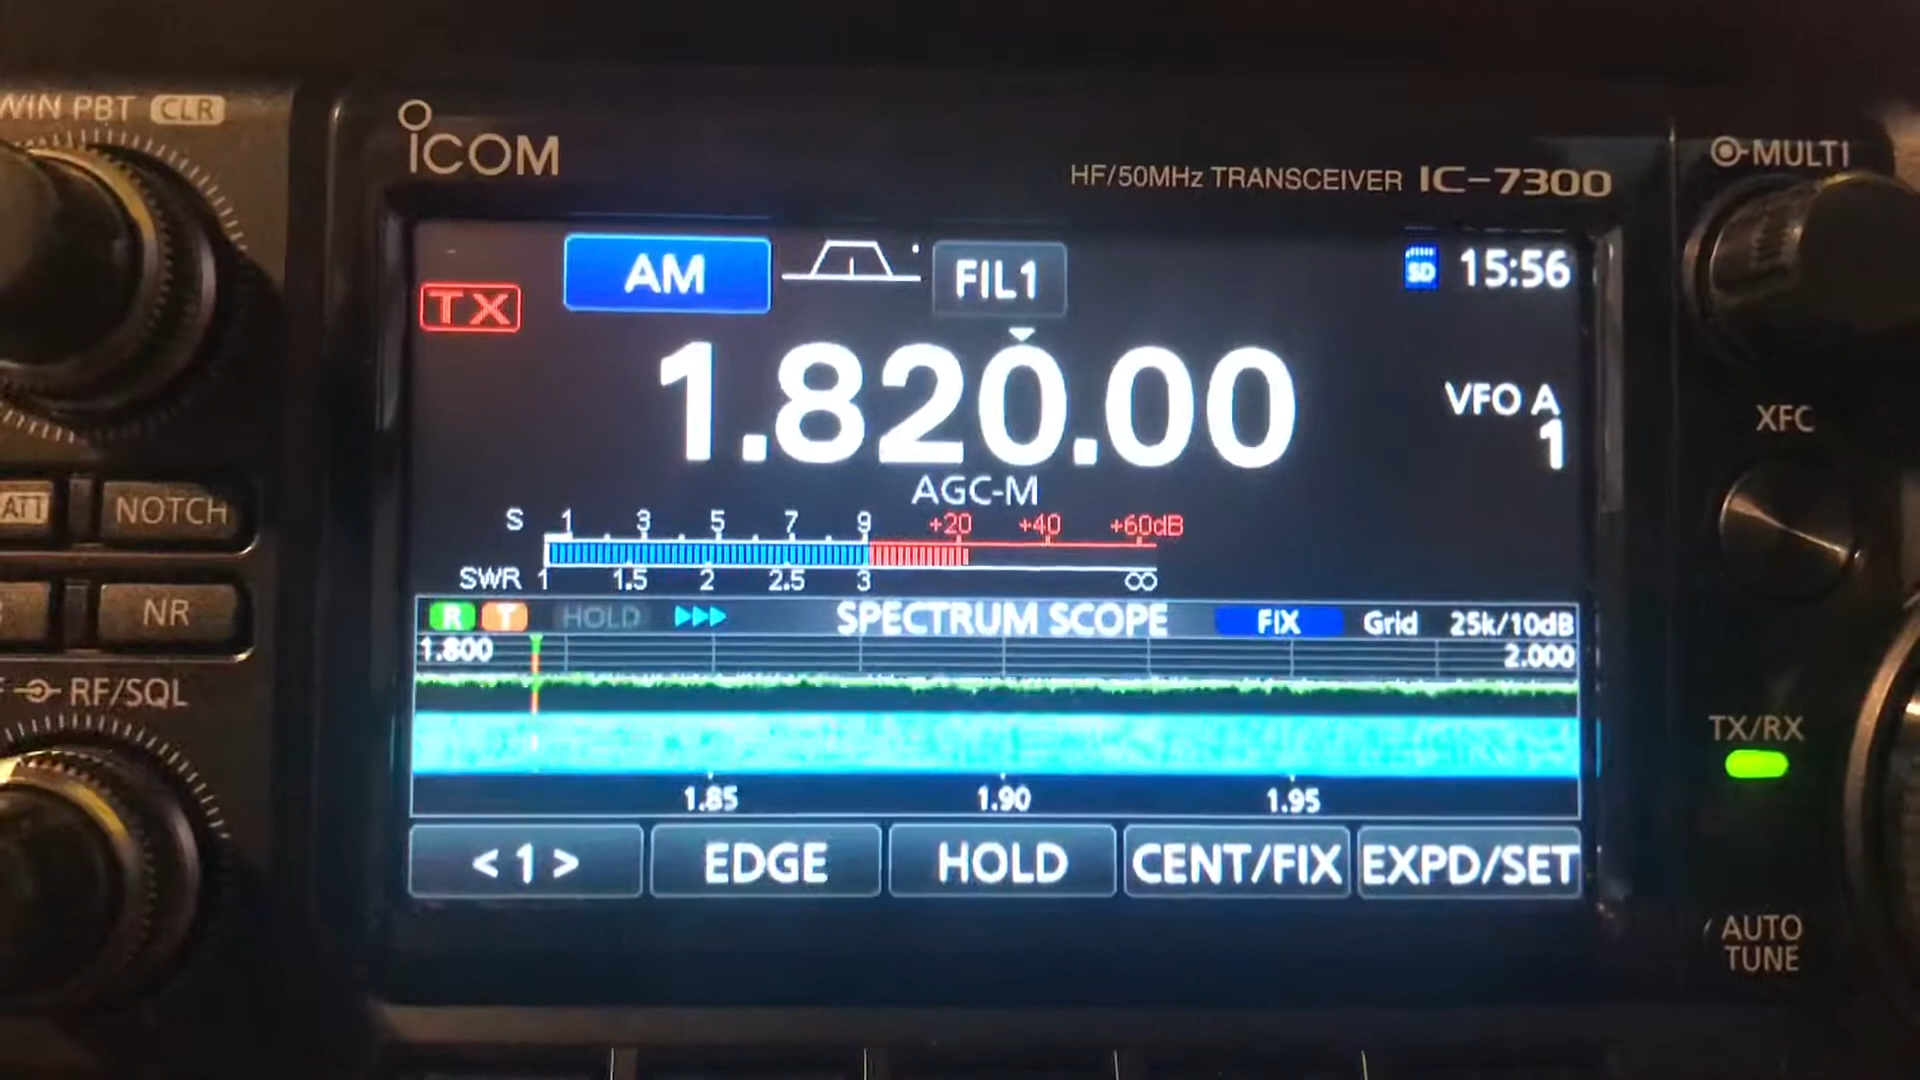 WIN PBT CLR
ICOM
HF/50MHz TRANSCEIVER IC-7300
MULTI
AM FIL1 SD 15:56
TX
1.820.00
VFO A
1
XFC
AGC-M
S 1 3 5 7 9 +20 +40 +60dB
SWR 1 1.5 2 2.5 3 ∞
ATT NOTCH
NR
R T HOLD SPECTRUM SCOPE FIX Grid 25k/10dB
1.800 2.000
RF/SQL
TX/RX
1.85 1.90 1.95
< 1 > EDGE HOLD CENT/FIX EXPD/SET
AUTO
TUNE